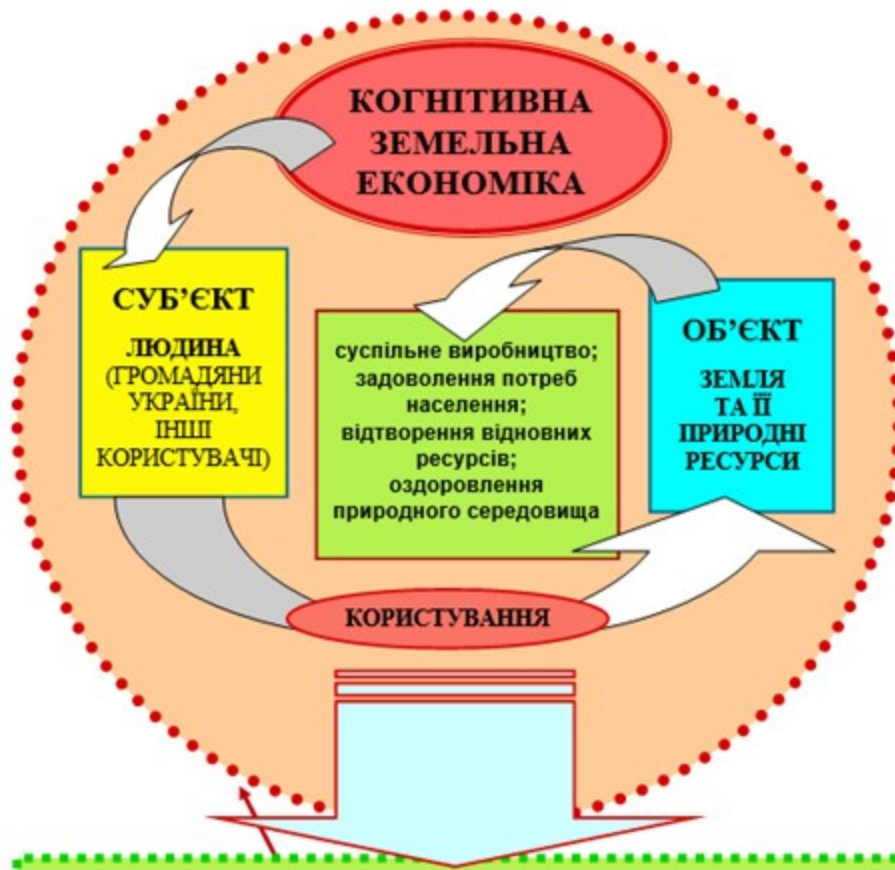 КОГНІТИВНА
ЗЕМЕЛЬНА
ЕКОНОМІКА
СУБ’ЄКТ
ЛЮДИНА
(ГРОМАДЯНИ
УКРАЇНИ,
ІНШІ
КОРИСТУВАЧІ)
суспільне виробництво;
задоволення потреб
населення;
відтворення відновних
ресурсів;
оздоровлення
природного середовища
ОБ’ЄКТ
ЗЕМЛЯ
ТА ЇЇ
ПРИРОДНІ
РЕСУРСИ
КОРИСТУВАННЯ